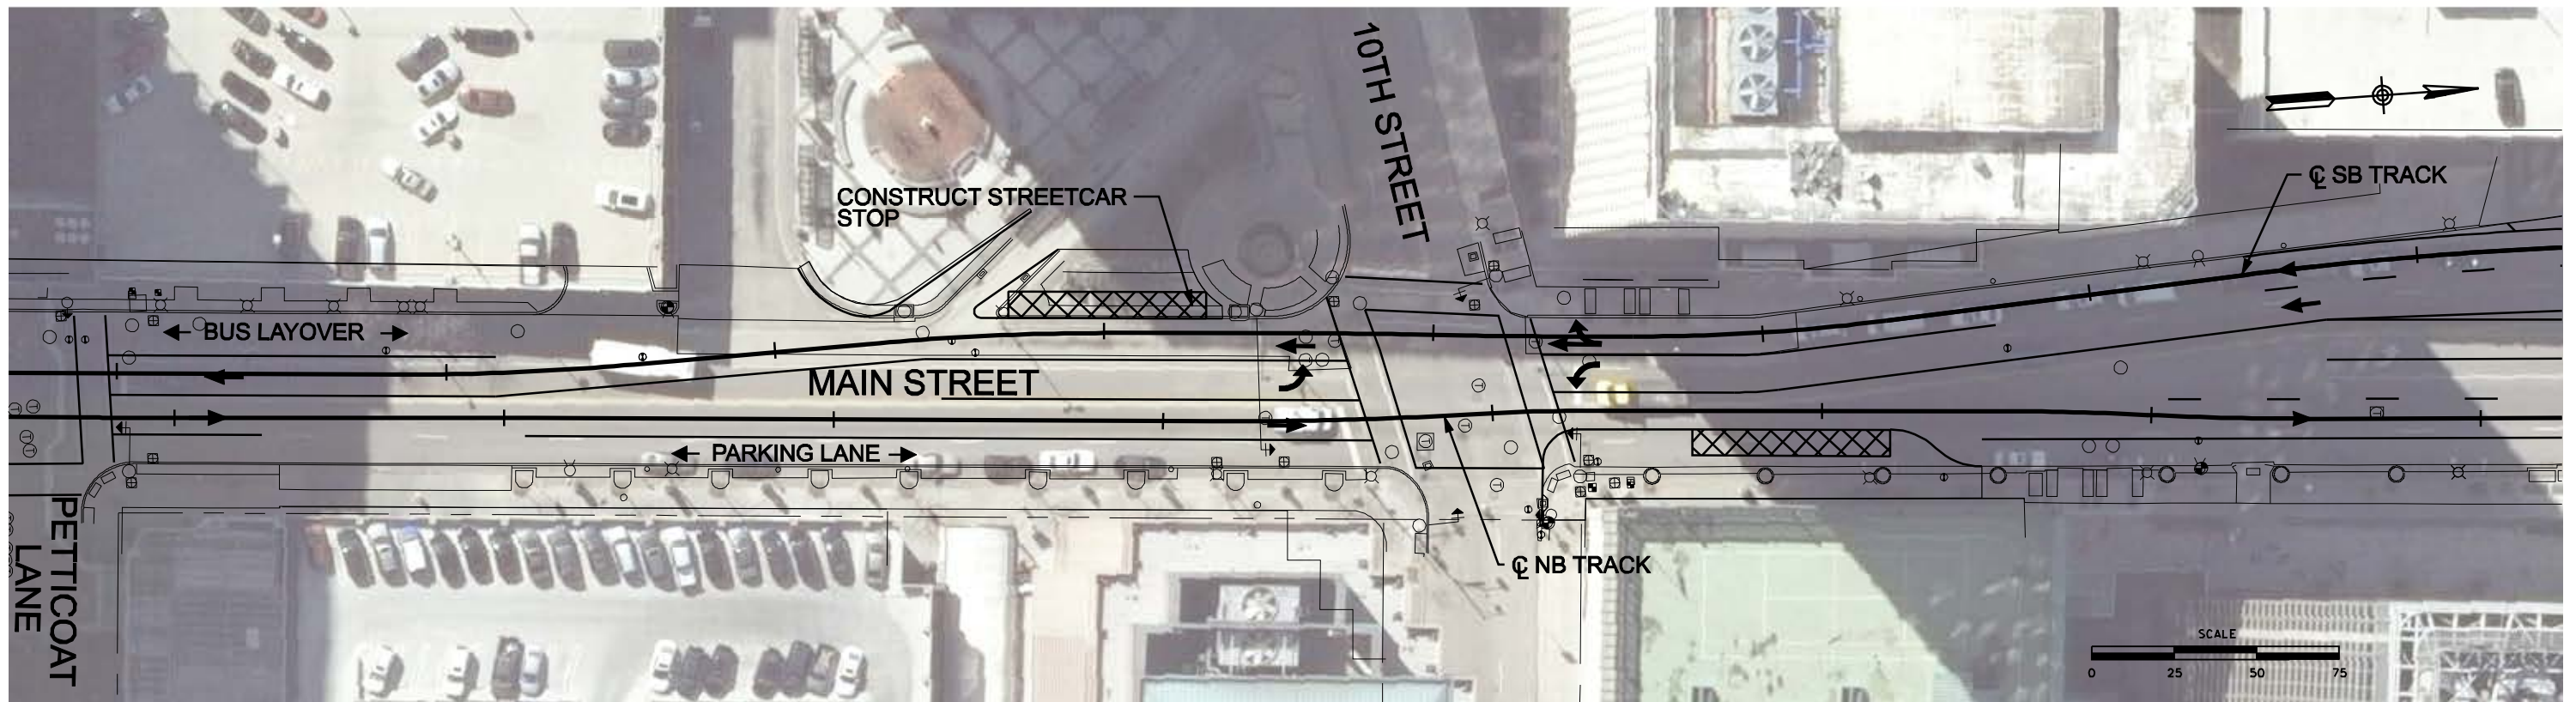 10TH STREET
CONSTRUCT STREETCAR
STOP
℄ SB TRACK
BUS LAYOVER
MAIN STREET
PARKING LANE
℄ NB TRACK
PETTICOAT
LANE
SCALE
0 25 50 75